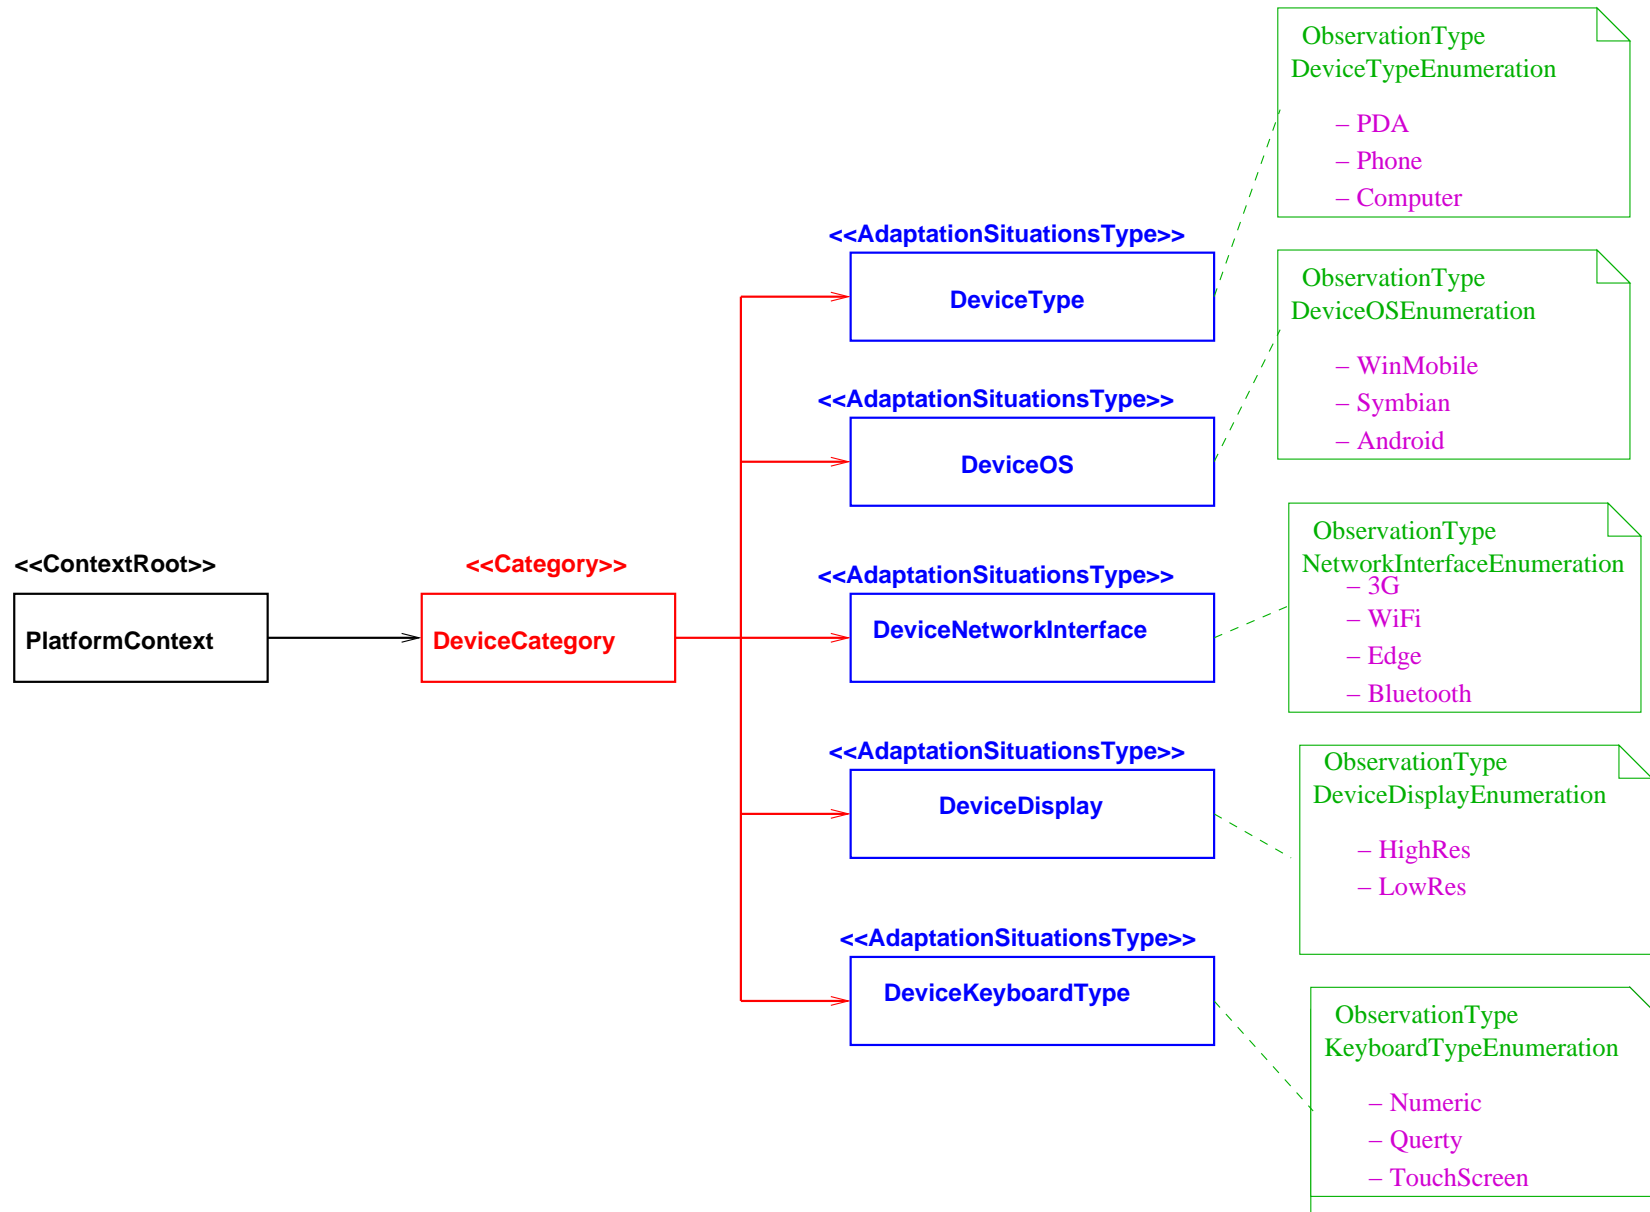 <<ContextRoot>>
PlatformContext
<<Category>>
DeviceCategory
<<AdaptationSituationsType>>
DeviceType
<<AdaptationSituationsType>>
DeviceOS
<<AdaptationSituationsType>>
DeviceNetworkInterface
<<AdaptationSituationsType>>
DeviceDisplay
<<AdaptationSituationsType>>
DeviceKeyboardType
ObservationType
DeviceTypeEnumeration
– PDA
– Phone
– Computer
ObservationType
DeviceOSEnumeration
– WinMobile
– Symbian
– Android
ObservationType
NetworkInterfaceEnumeration
– 3G
– WiFi
– Edge
– Bluetooth
ObservationType
DeviceDisplayEnumeration
– HighRes
– LowRes
ObservationType
KeyboardTypeEnumeration
– Numeric
– Querty
– TouchScreen